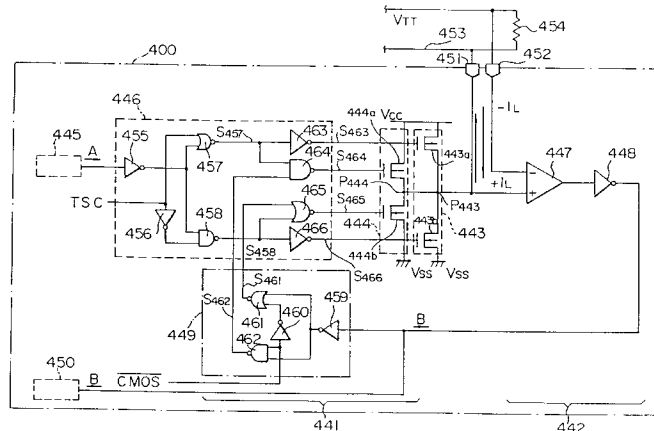 VTT
454
453
451
452
400
446
444a
VCC
445
A
455
S457
463
S463
-IL
457
464
S464
443a
447
448
TSC
P444
+IL
465
S465
P443
456
458
443b
443
466
444
S458
S466
444b
VSS
VSS
S461
S462
459
461
460
449
462
B
450
B
CMOS
441
442